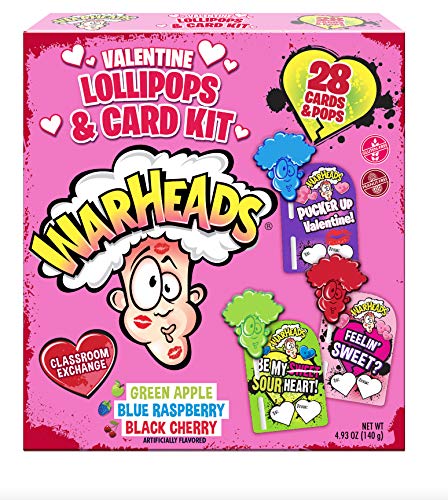 VALENTINE
LOLLIPOPS
& CARD KIT
28
CARDS
& POPS
WARHEADS®
WARHEADS
PUCKER UP
Valentine!
WARHEADS
FEELIN'
SWEET?
WARHEADS
BE MY SWEET
SOUR HEART!
CLASSROOM
EXCHANGE
GREEN APPLE
BLUE RASPBERRY
BLACK CHERRY
ARTIFICIALLY FLAVORED
NET WT
4.93 OZ (140 g)